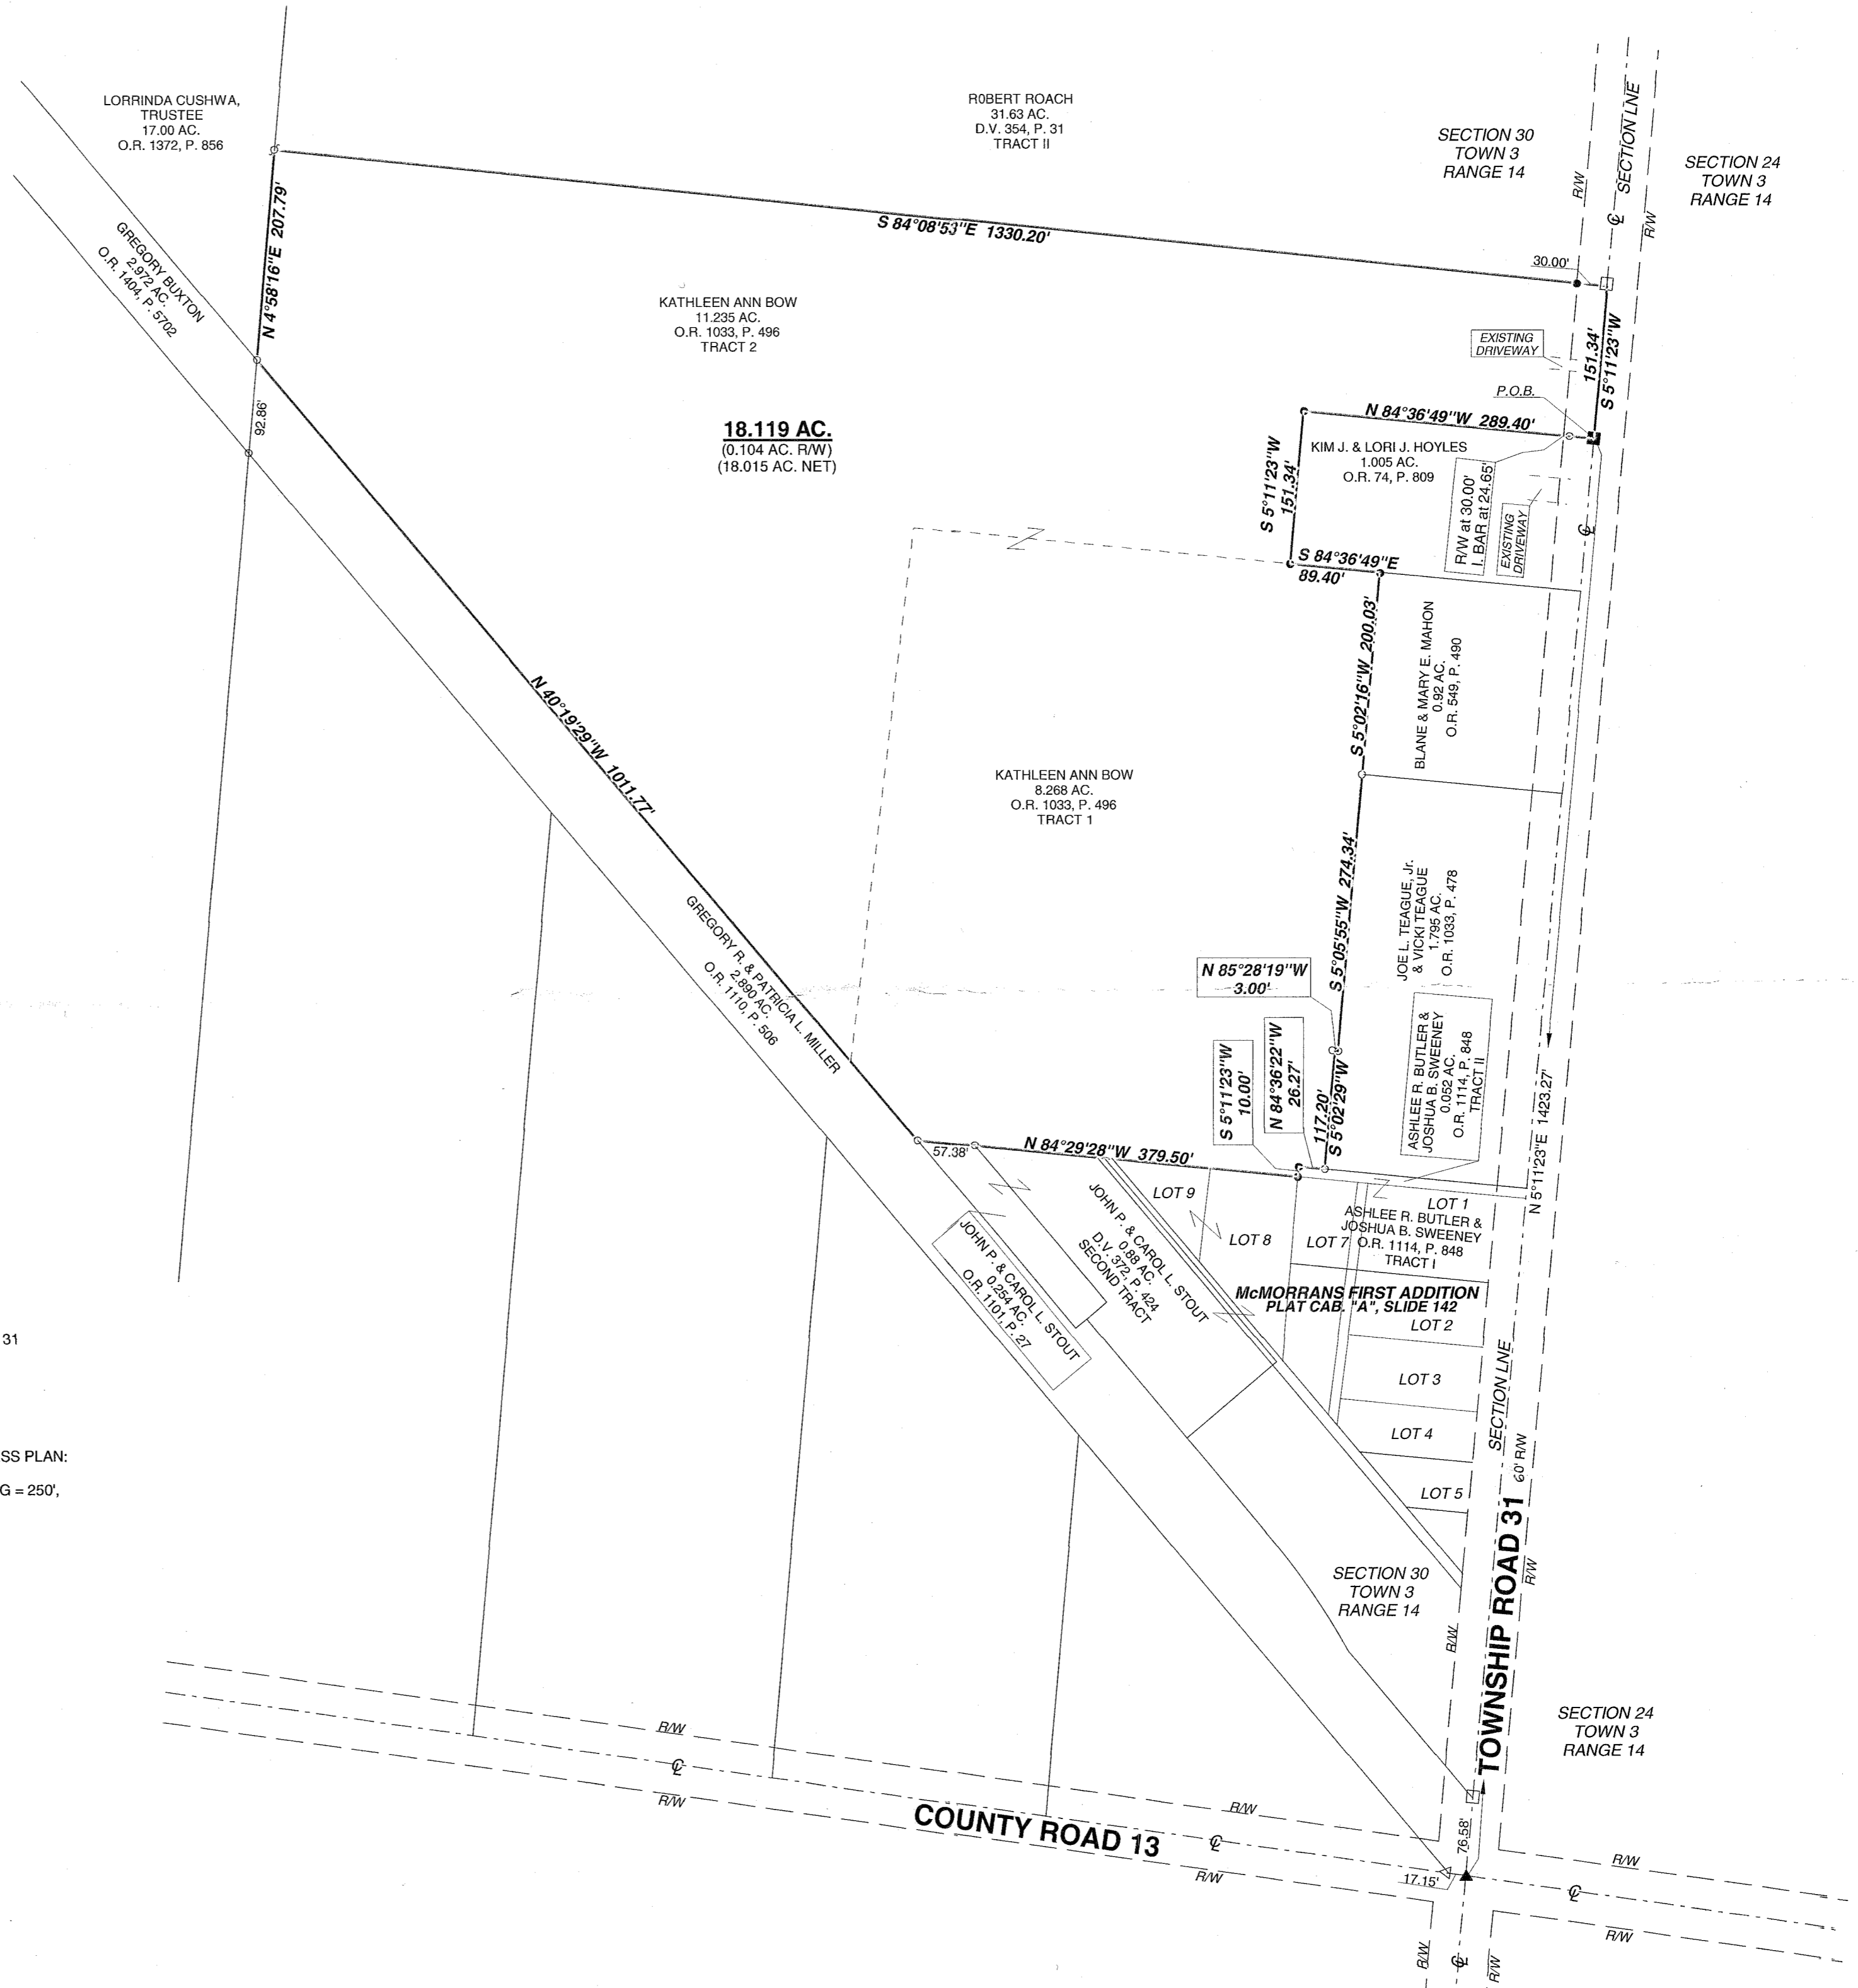 LORRINDA CUSHWA,
TRUSTEE
17.00 AC.
O.R. 1372, P. 856
R0BERT ROACH
31.63 AC.
D.V. 354, P. 31
TRACT II
SECTION 30
TOWN 3
RANGE 14
SECTION LNE
R/W
℄
R/W
SECTION 24
TOWN 3
RANGE 14
GREGORY BUXTON
2.972 AC.
O.R. 1404, P. 5702
N 4°58'16"E 207.79'
S 84°08'53"E 1330.20'
30.00'
92.86'
KATHLEEN ANN BOW
11.235 AC.
O.R. 1033, P. 496
TRACT 2
EXISTING
DRIVEWAY
151.34'
S 5°11'23"W
P.O.B.
18.119 AC.
(0.104 AC. R/W)
(18.015 AC. NET)
N 84°36'49"W 289.40'
KIM J. & LORI J. HOYLES
1.005 AC.
O.R. 74, P. 809
S 5°11'23"W
151.34'
R/W at 30.00'
I. BAR at 24.65'
EXISTING
DRIVEWAY
℄
S 84°36'49"E
89.40'
S 5°02'16"W 200.03'
BLANE & MARY E. MAHON
0.92 AC.
O.R. 549, P. 490
N 40°19'29"W 1011.77'
KATHLEEN ANN BOW
8.268 AC.
O.R. 1033, P. 496
TRACT 1
S 5°05'55"W 274.34'
JOE L. TEAGUE, Jr.
& VICKI TEAGUE
1.795 AC.
O.R. 1033, P. 478
GREGORY R. & PATRICIA L. MILLER
2.890 AC.
O.R. 1110, P. 506
N 85°28'19"W
3.00'
S 5°11'23"W
10.00'
N 84°36'22"W
26.27'
117.20'
S 5°02'29"W
ASHLEE R. BUTLER &
JOSHUA B. SWEENEY
0.052 AC.
O.R. 1114, P. 848
TRACT II
N 5°11'23"E 1423.27'
57.38'
N 84°29'28"W 379.50'
JOHN P. & CAROL L. STOUT
0.254 AC.
O.R. 1101, P. 27
JOHN P. & CAROL L. STOUT
0.88 AC.
D.V. 372, P. 424
SECOND TRACT
LOT 9
LOT 8
LOT 7
LOT 1
ASHLEE R. BUTLER &
JOSHUA B. SWEENEY
O.R. 1114, P. 848
TRACT I
McMORRANS FIRST ADDITION
PLAT CAB. "A", SLIDE 142
LOT 2
LOT 3
LOT 4
LOT 5
31
SS PLAN:
G = 250',
SECTION LNE
60' R/W
TOWNSHIP ROAD 31
R/W
R/W
SECTION 30
TOWN 3
RANGE 14
SECTION 24
TOWN 3
RANGE 14
R/W
℄
R/W
COUNTY ROAD 13
R/W
℄
R/W
76.58'
17.15'
R/W
℄
R/W
R/W
℄
R/W